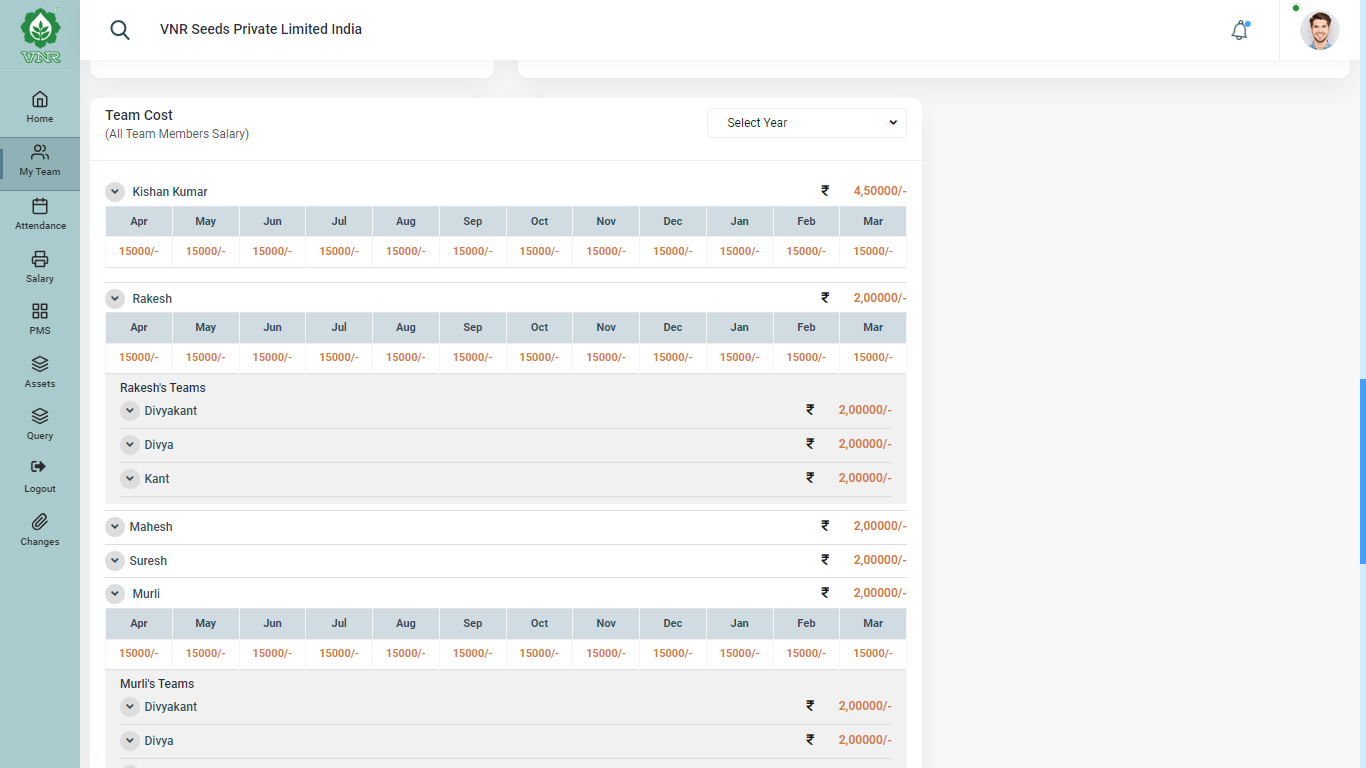 VNR
VNR Seeds Private Limited India
Home
My Team
Attendance
Salary
PMS
Assets
Query
Logout
Changes
Team Cost
(All Team Members Salary)
Select Year
Kishan Kumar ₹ 4,50000/-
Apr May Jun Jul Aug Sep Oct Nov Dec Jan Feb Mar
15000/- 15000/- 15000/- 15000/- 15000/- 15000/- 15000/- 15000/- 15000/- 15000/- 15000/- 15000/-
Rakesh ₹ 2,00000/-
Apr May Jun Jul Aug Sep Oct Nov Dec Jan Feb Mar
15000/- 15000/- 15000/- 15000/- 15000/- 15000/- 15000/- 15000/- 15000/- 15000/- 15000/- 15000/-
Rakesh's Teams
Divyakant ₹ 2,00000/-
Divya ₹ 2,00000/-
Kant ₹ 2,00000/-
Mahesh ₹ 2,00000/-
Suresh ₹ 2,00000/-
Murli ₹ 2,00000/-
Apr May Jun Jul Aug Sep Oct Nov Dec Jan Feb Mar
15000/- 15000/- 15000/- 15000/- 15000/- 15000/- 15000/- 15000/- 15000/- 15000/- 15000/- 15000/-
Murli's Teams
Divyakant ₹ 2,00000/-
Divya ₹ 2,00000/-